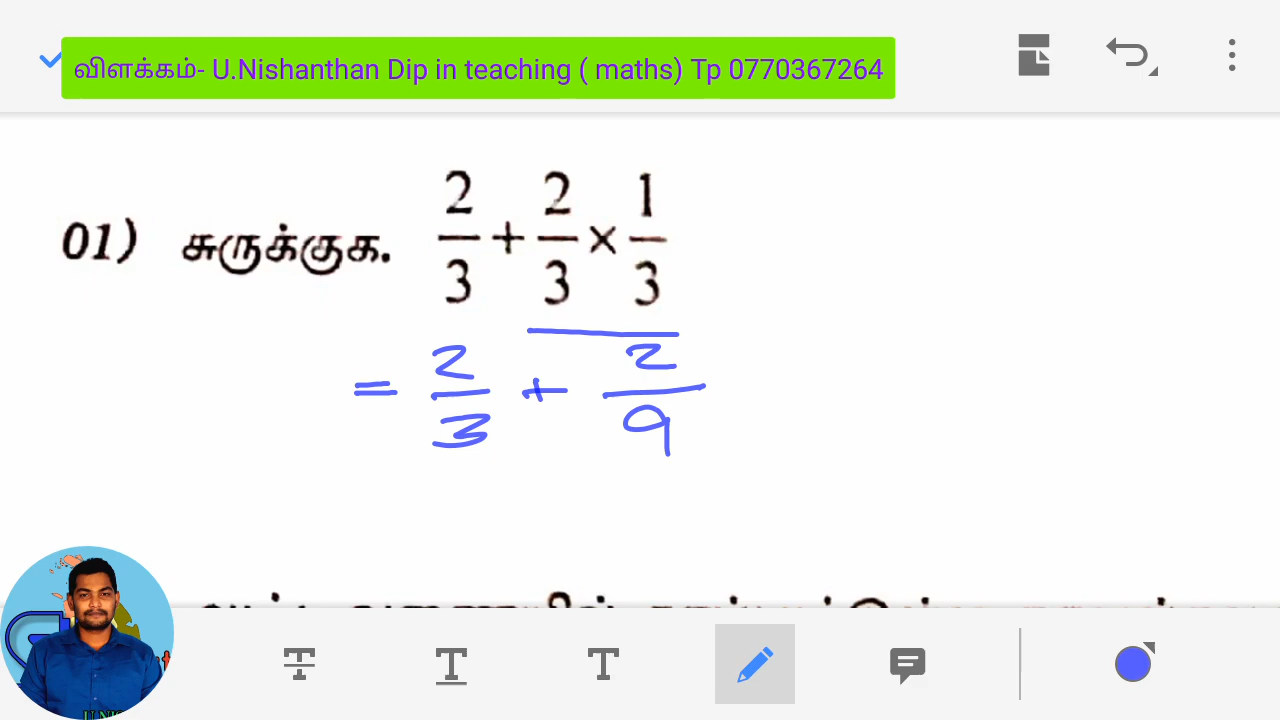 விளக்கம்- U.Nishanthan Dip in teaching ( maths) Tp 0770367264
01) சுருக்குக. 2/3 + 2/3 × 1/3
= 2/3 + 2/9
T T T